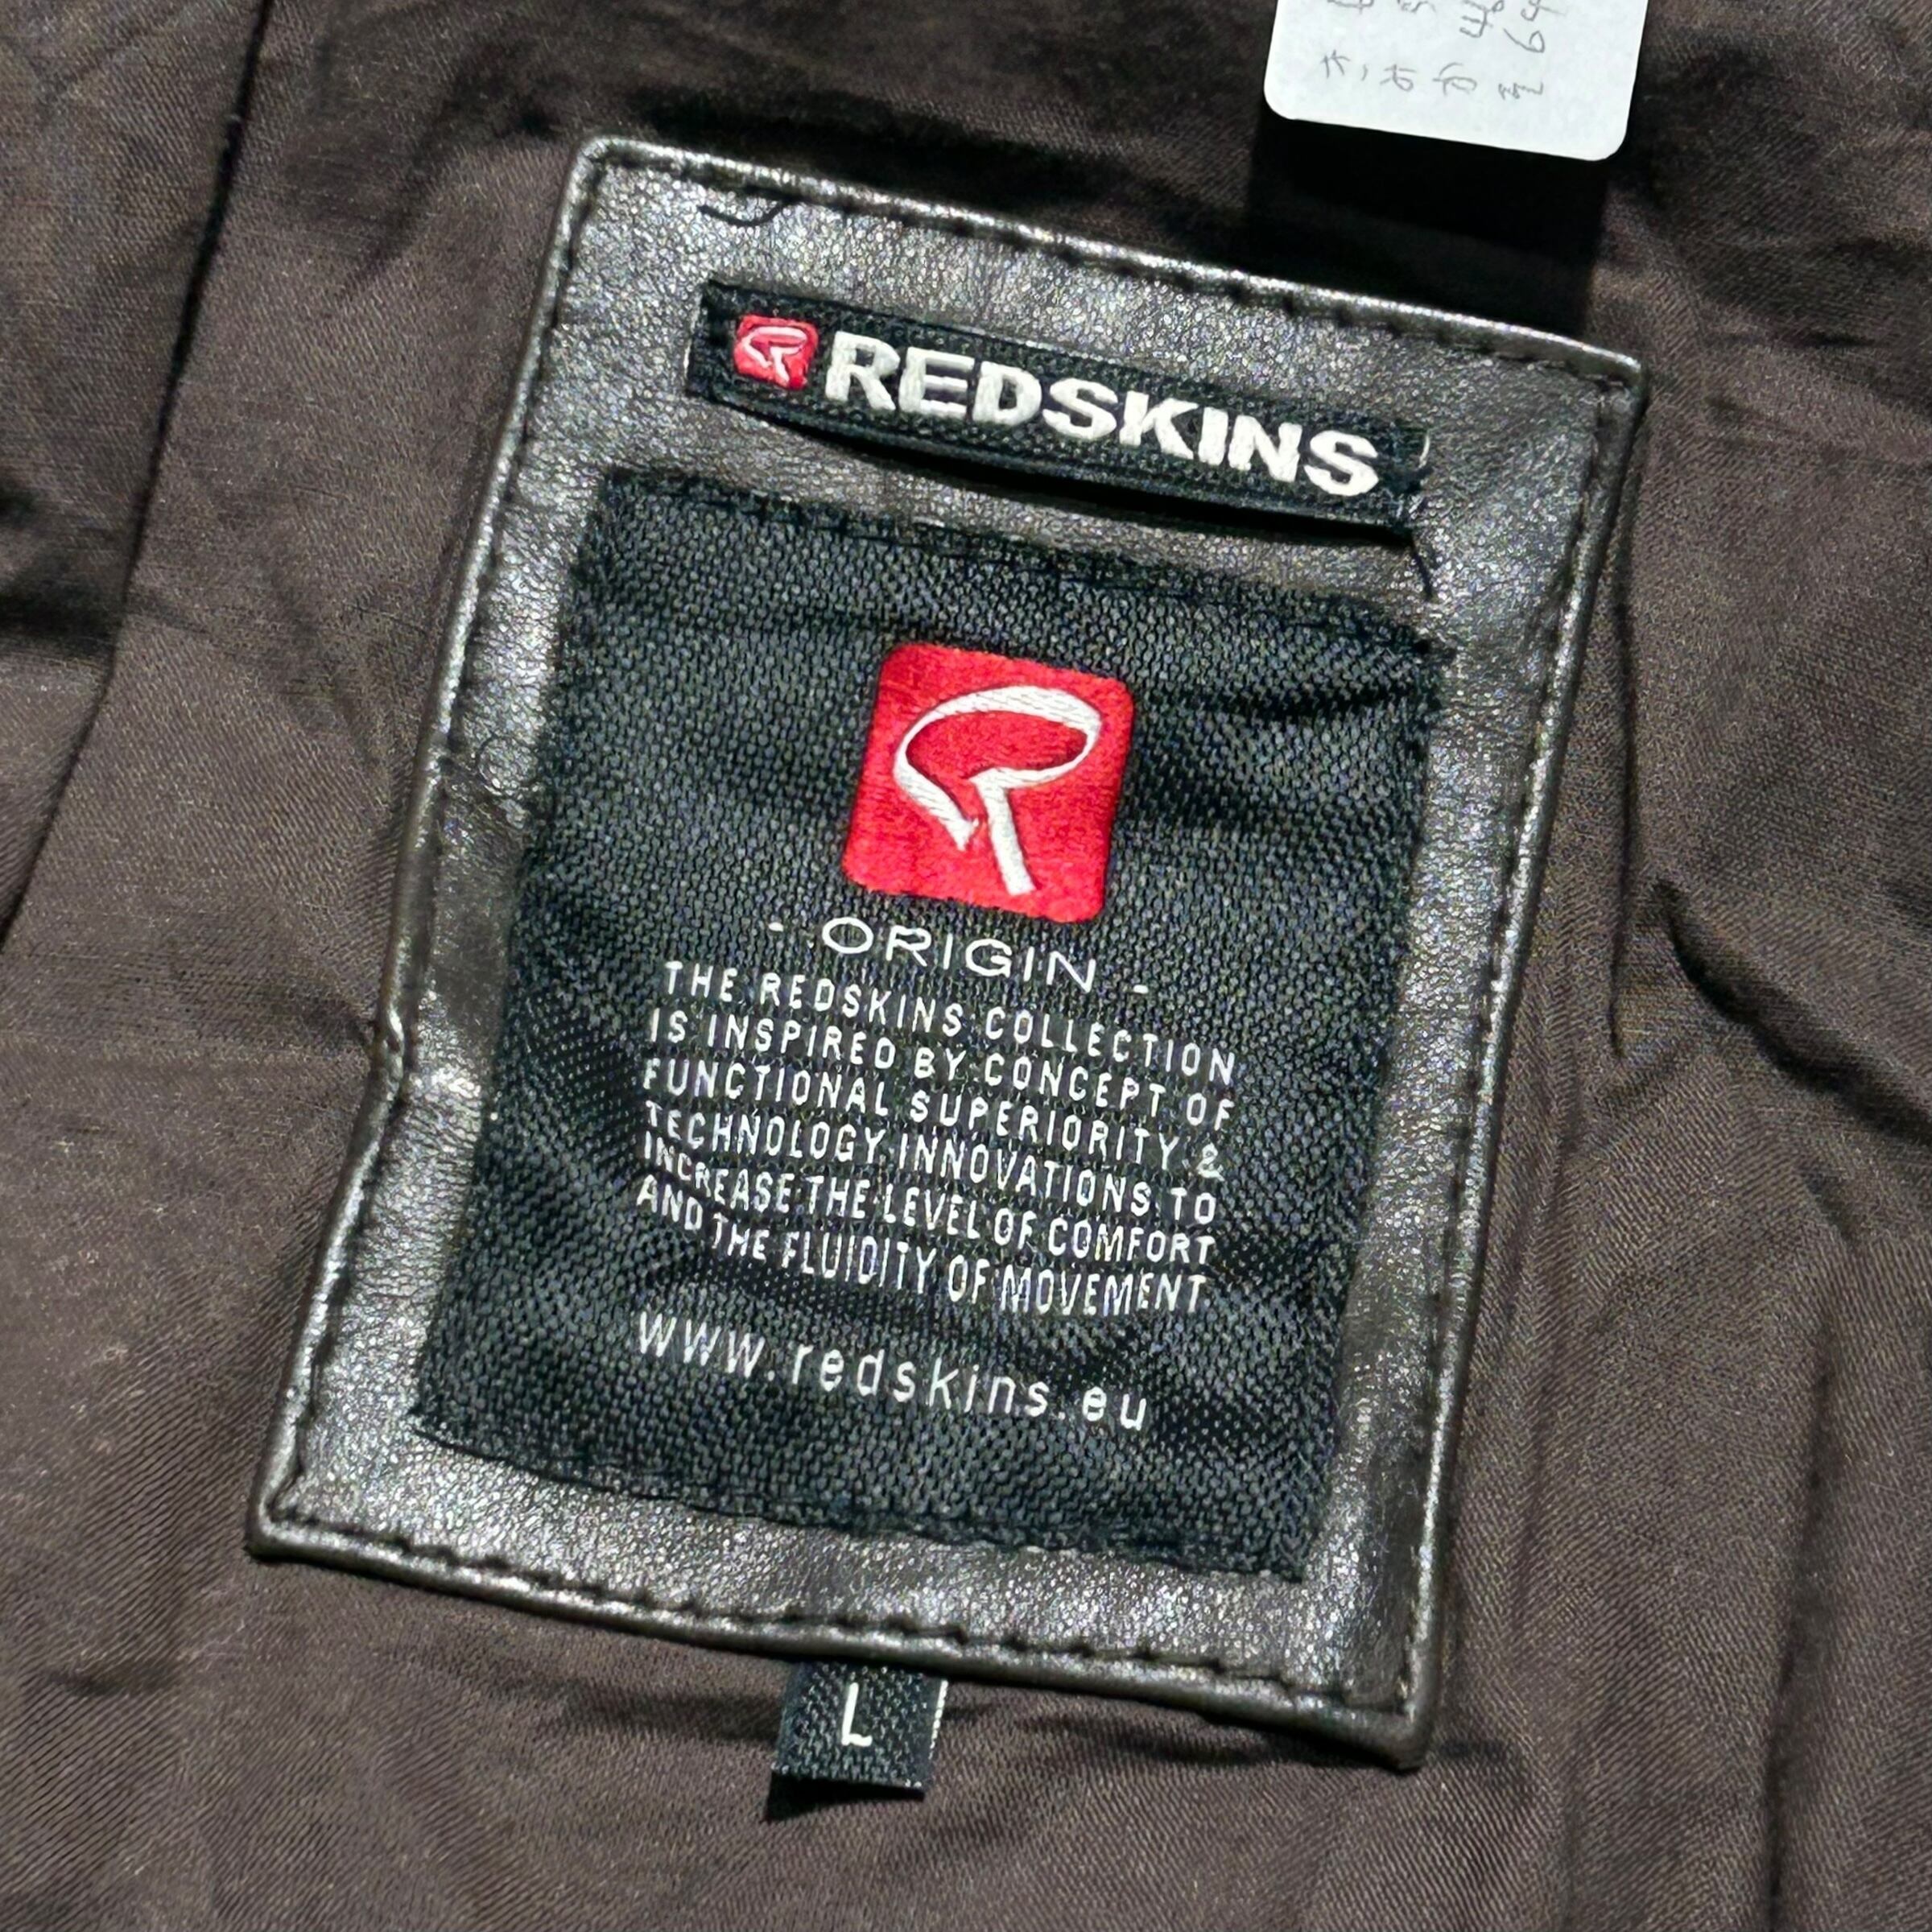 REDSKINS
- ORIGIN -
THE REDSKINS COLLECTION
IS INSPIRED BY CONCEPT OF
FUNCTIONAL SUPERIORITY &
TECHNOLOGY INNOVATIONS TO
INCREASE THE LEVEL OF COMFORT
AND THE FLUIDITY OF MOVEMENT.
www.redskins.eu
L